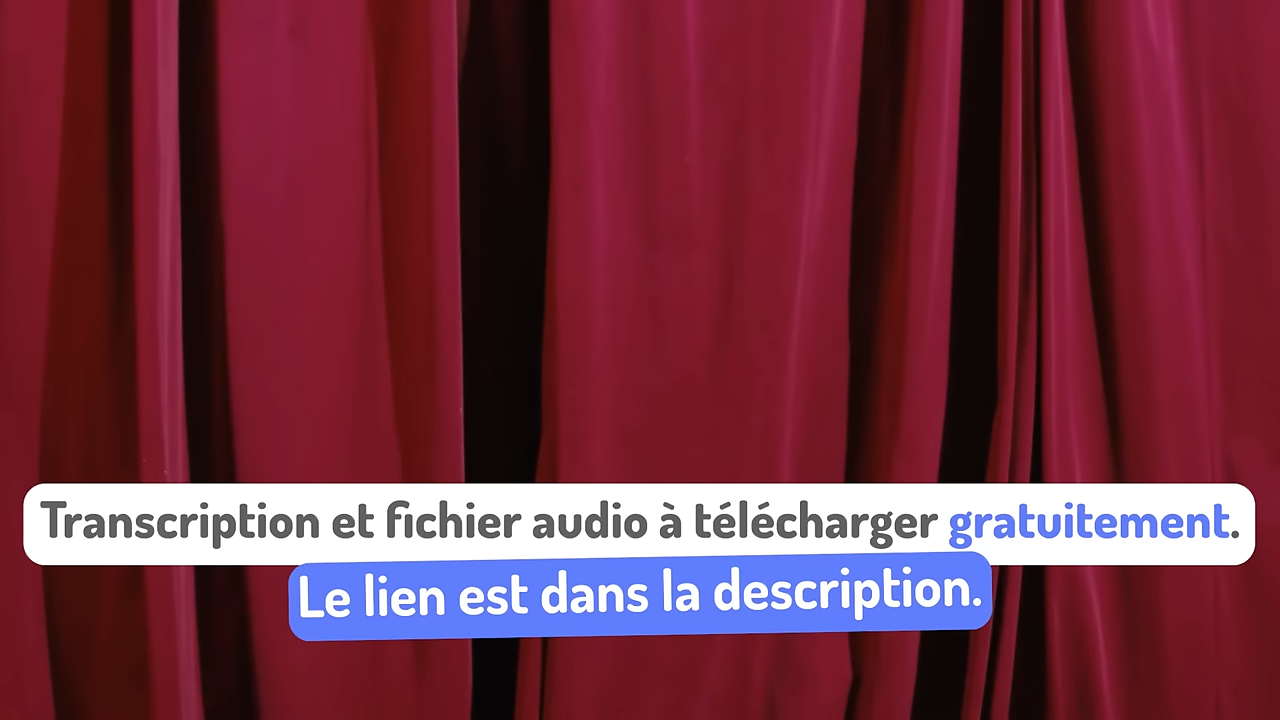 Transcription et fichier audio à télécharger gratuitement.
Le lien est dans la description.